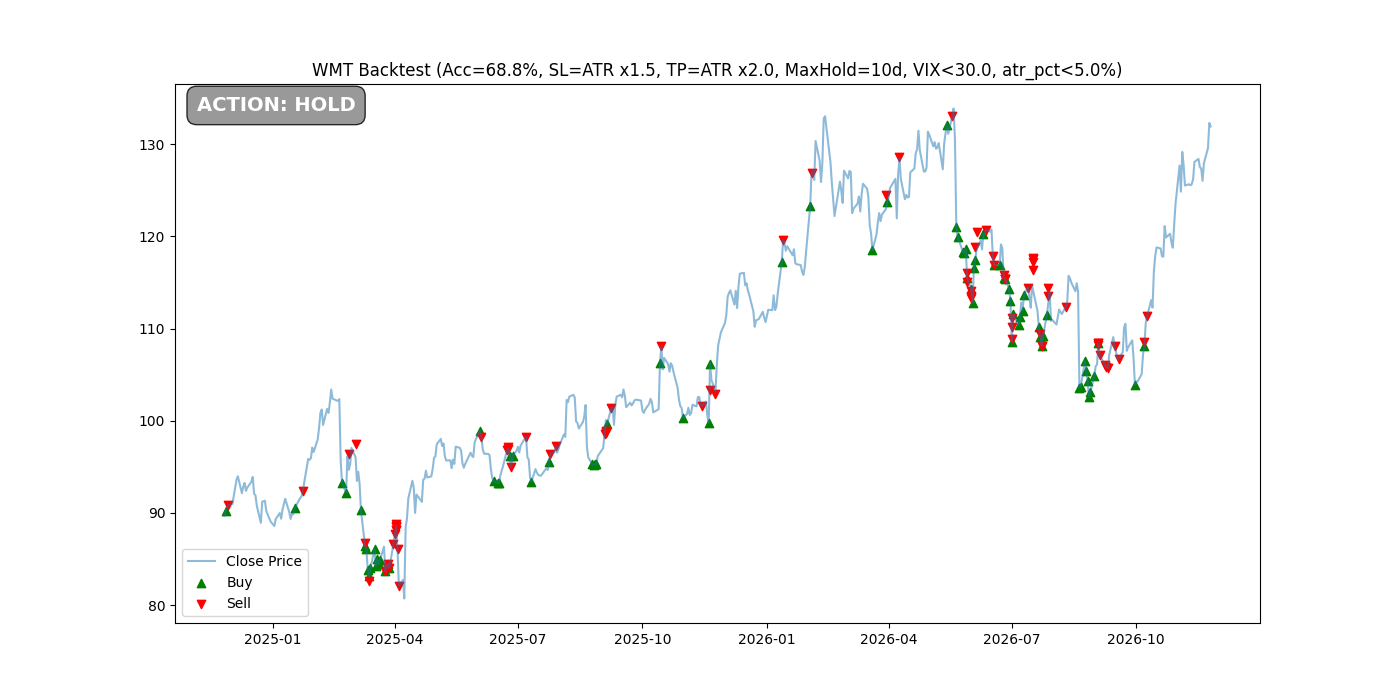 WMT Backtest (Acc=68.8%, SL=ATR x1.5, TP=ATR x2.0, MaxHold=10d, VIX<30.0, atr_pct<5.0%)
ACTION: HOLD
130
120
110
100
90
80
Close Price
Buy
Sell
2025-01 2025-04 2025-07 2025-10 2026-01 2026-04 2026-07 2026-10